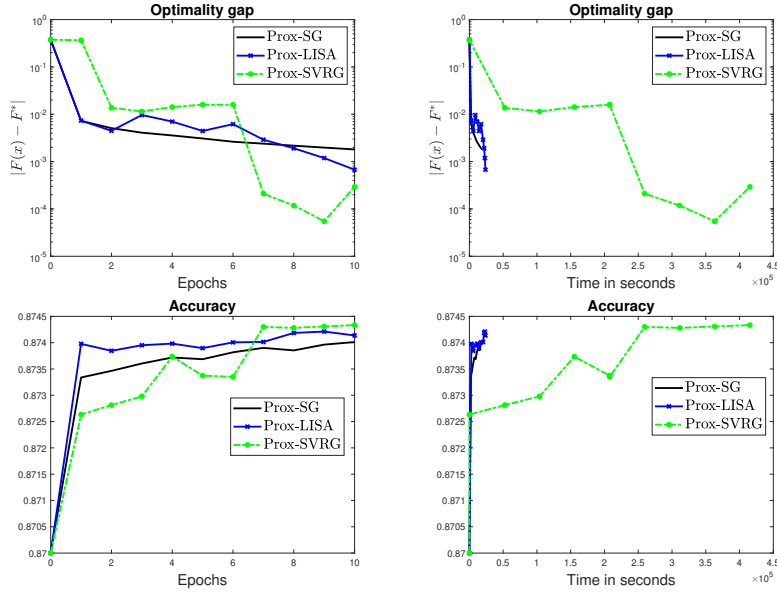 Optimality gap
10^0
10^-1
10^-2
10^-3
10^-4
10^-5
|F(x) − F*|
Prox-SG
Prox-LISA
Prox-SVRG
0 2 4 6 8 10
Epochs
Optimality gap
10^0
10^-1
10^-2
10^-3
10^-4
10^-5
|F(x) − F*|
Prox-SG
Prox-LISA
Prox-SVRG
0 0.5 1 1.5 2 2.5 3 3.5 4 4.5
×10^5
Time in seconds
Accuracy
0.8745
0.874
0.8735
0.873
0.8725
0.872
0.8715
0.871
0.8705
0.87
Prox-SG
Prox-LISA
Prox-SVRG
0 2 4 6 8 10
Epochs
Accuracy
0.8745
0.874
0.8735
0.873
0.8725
0.872
0.8715
0.871
0.8705
0.87
Prox-SG
Prox-LISA
Prox-SVRG
0 0.5 1 1.5 2 2.5 3 3.5 4 4.5
×10^5
Time in seconds